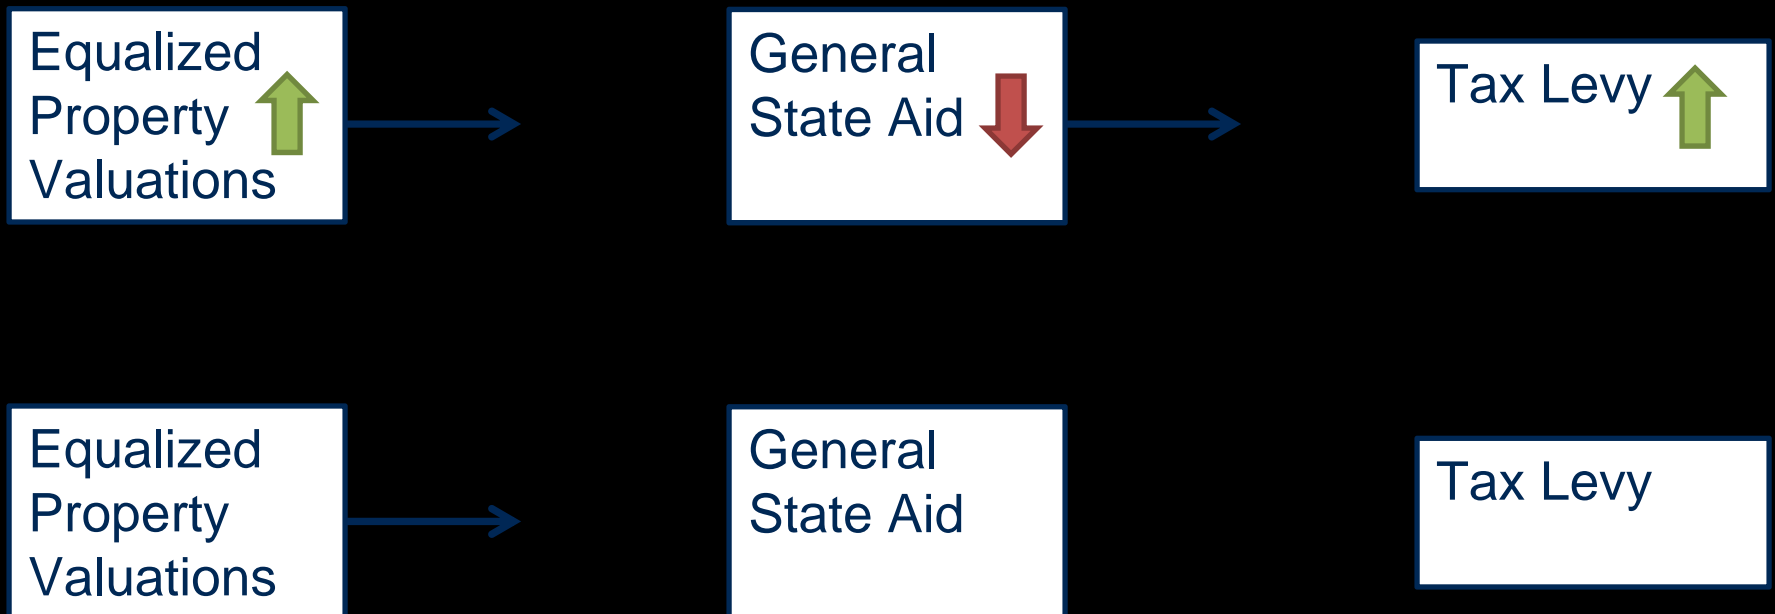 Equalized
Property
Valuations
General
State Aid
Tax Levy
Equalized
Property
Valuations
General
State Aid
Tax Levy